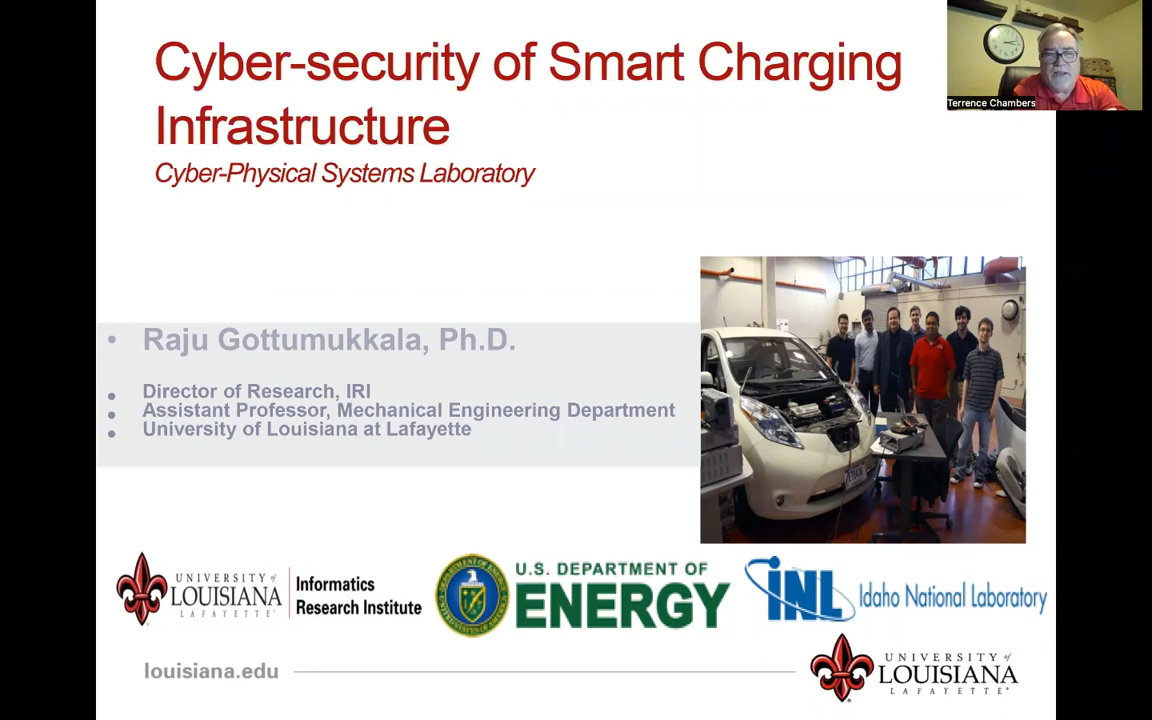 Cyber-security of Smart Charging
Infrastructure
Cyber-Physical Systems Laboratory
Terrence Chambers
• Raju Gottumukkala, Ph.D.
• Director of Research, IRI
• Assistant Professor, Mechanical Engineering Department
• University of Louisiana at Lafayette
UNIVERSITY of
LOUISIANA
LAFAYETTE
Informatics
Research Institute
U.S. DEPARTMENT OF
ENERGY
INL Idaho National Laboratory
louisiana.edu
UNIVERSITY of
LOUISIANA
LAFAYETTE